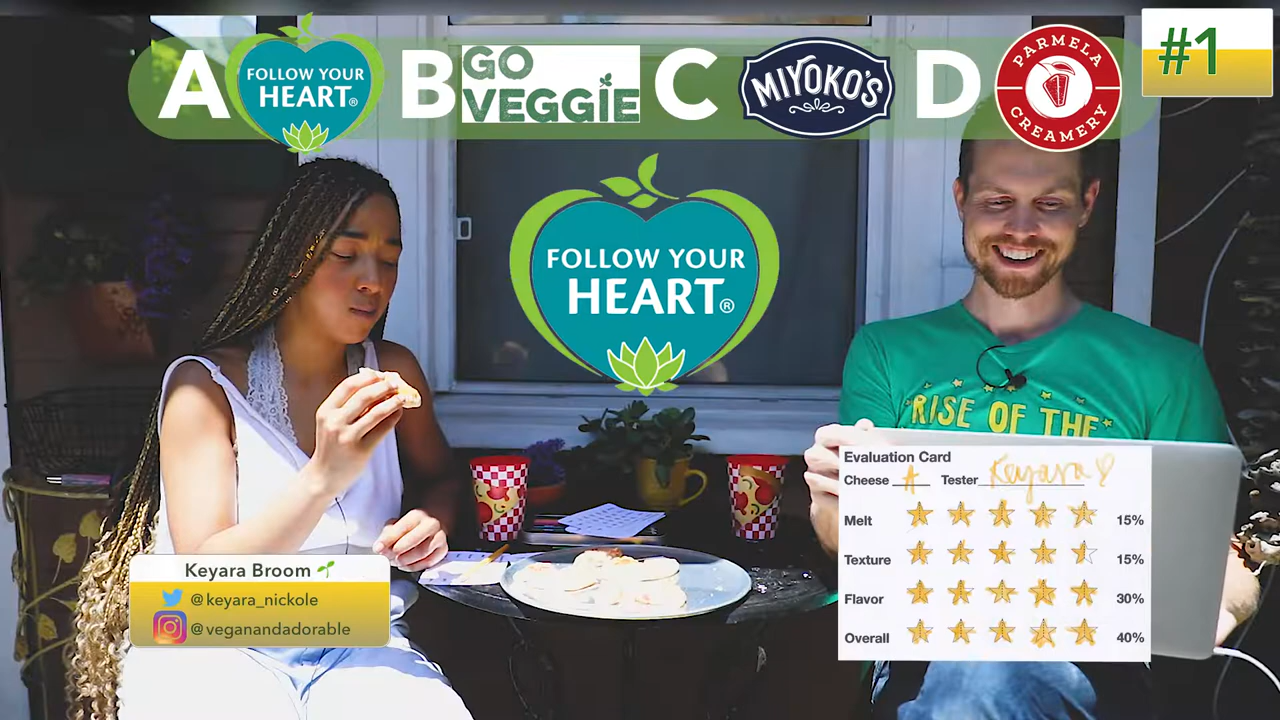 A FOLLOW YOUR HEART® B GO VEGGIE C MIYOKO'S D PARMELA CREAMERY
#1
FOLLOW YOUR
HEART®
RISE OF THE
Evaluation Card
Cheese A Tester Keyara
Melt 15%
Texture 15%
Flavor 30%
Overall 40%
Keyara Broom
@keyara_nickole
@veganandadorable